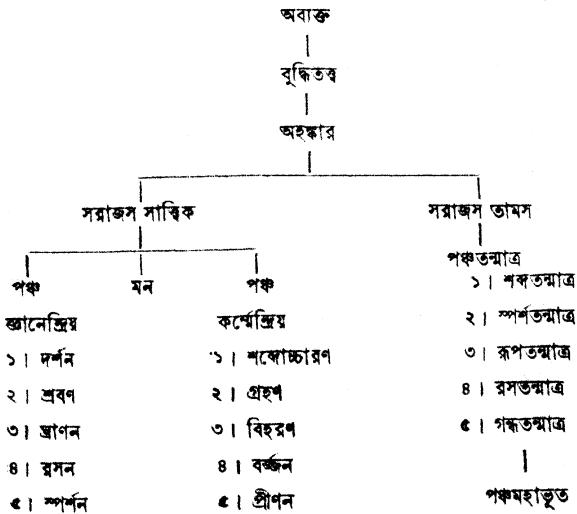 অব্যক্ত
বুদ্ধিতত্ত্ব
অহঙ্কার
সরাজস সাত্ত্বিক
সরাজস তামস
পঞ্চ
জ্ঞানেন্দ্রিয়
১। দর্শন
২। শ্রবণ
৩। ঘ্রাণন
৪। রসন
৫। স্পর্শন
মন
পঞ্চ
কর্ম্মেন্দ্রিয়
১। শব্দোচ্চারণ
২। গ্রহণ
৩। বিহরণ
৪। বর্জ্জন
৫। প্রীণন
পঞ্চতন্মাত্র
১। শব্দতন্মাত্র
২। স্পর্শতন্মাত্র
৩। রূপতন্মাত্র
৪। রসতন্মাত্র
৫। গন্ধতন্মাত্র
পঞ্চমহাভূত